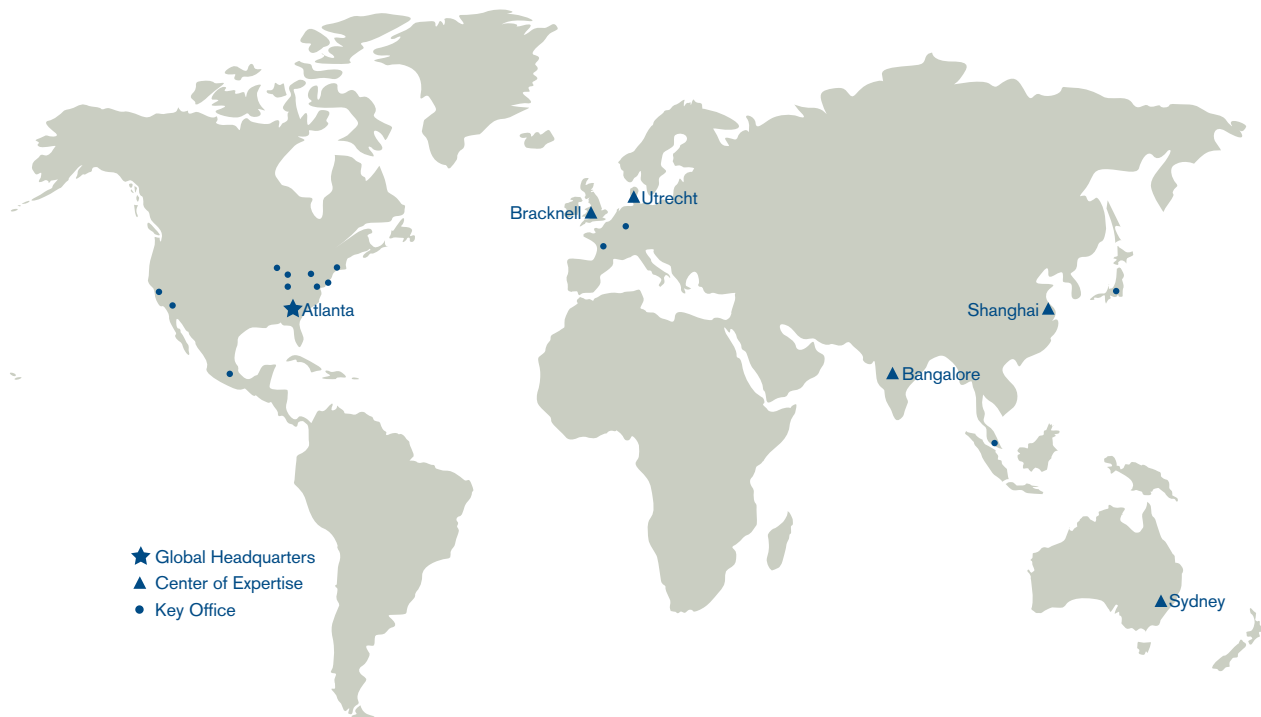 Utrecht
Bracknell
Atlanta
Shanghai
Bangalore
Global Headquarters
Center of Expertise
Key Office
Sydney